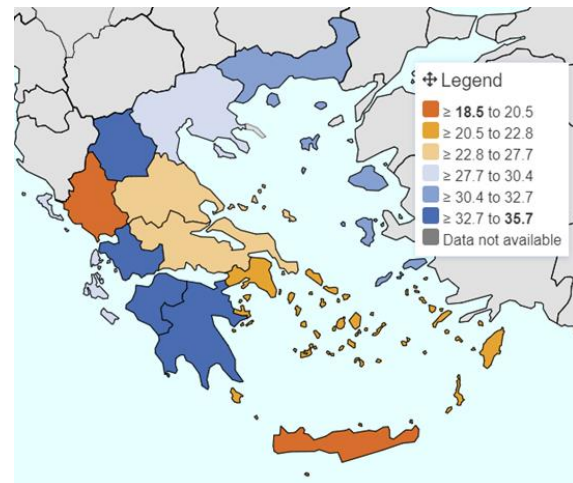 Legend
≥ 18.5 to 20.5
≥ 20.5 to 22.8
≥ 22.8 to 27.7
≥ 27.7 to 30.4
≥ 30.4 to 32.7
≥ 32.7 to 35.7
Data not available